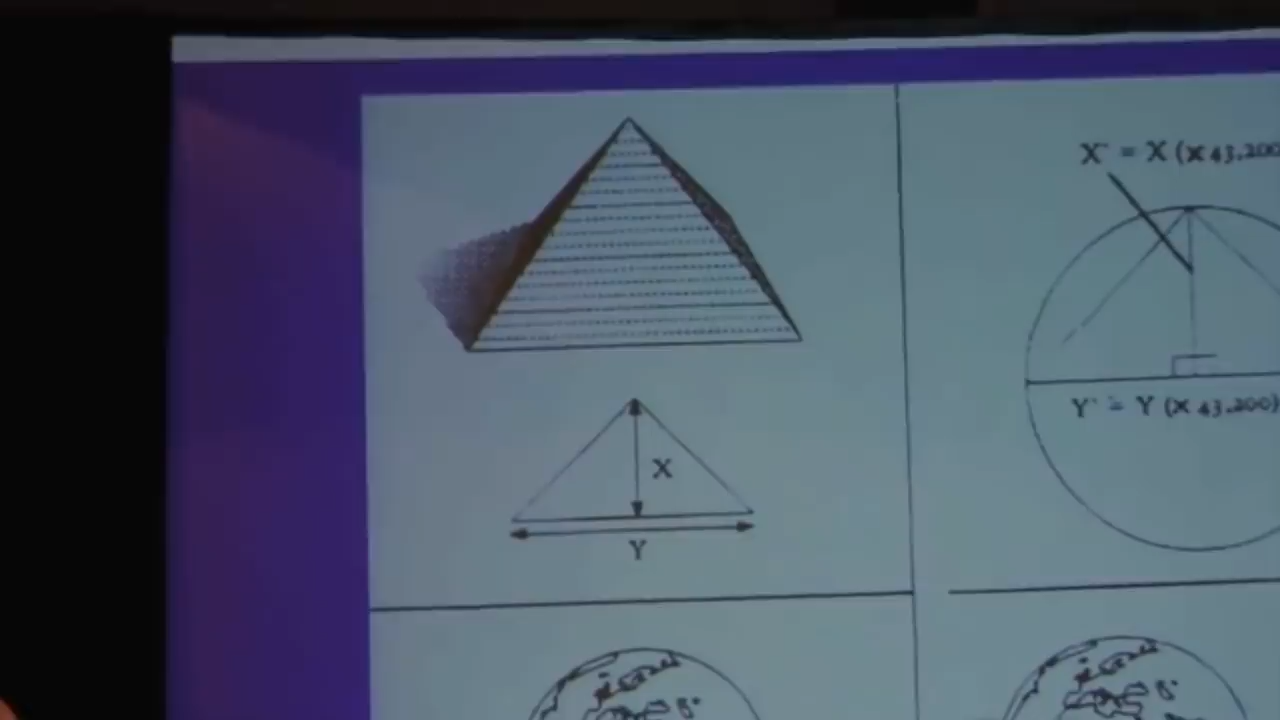 X
Y
X' = X (X 43,200
Y' = Y (X 43,200)